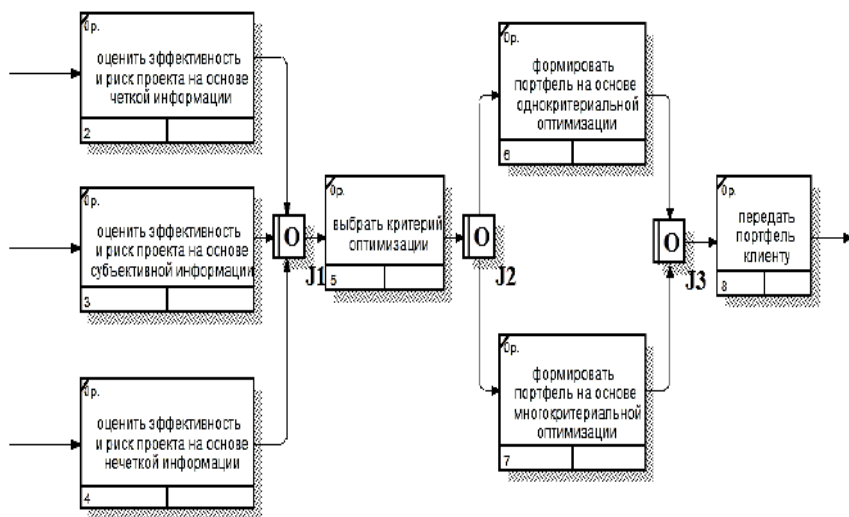 0р.
оценить эффективность
и риск проекта на основе
четкой информации
2
0р.
оценить эффективность
и риск проекта на основе
субъективной информации
3
0р.
оценить эффективность
и риск проекта на основе
нечеткой информации
4
O
J1
0р.
выбрать критерий
оптимизации
5
O
J2
0р.
формировать
портфель на основе
однокритериальной
оптимизации
6
0р.
формировать
портфель на основе
многокритериальной
оптимизации
7
O
J3
0р.
передать
портфель
клиенту
8